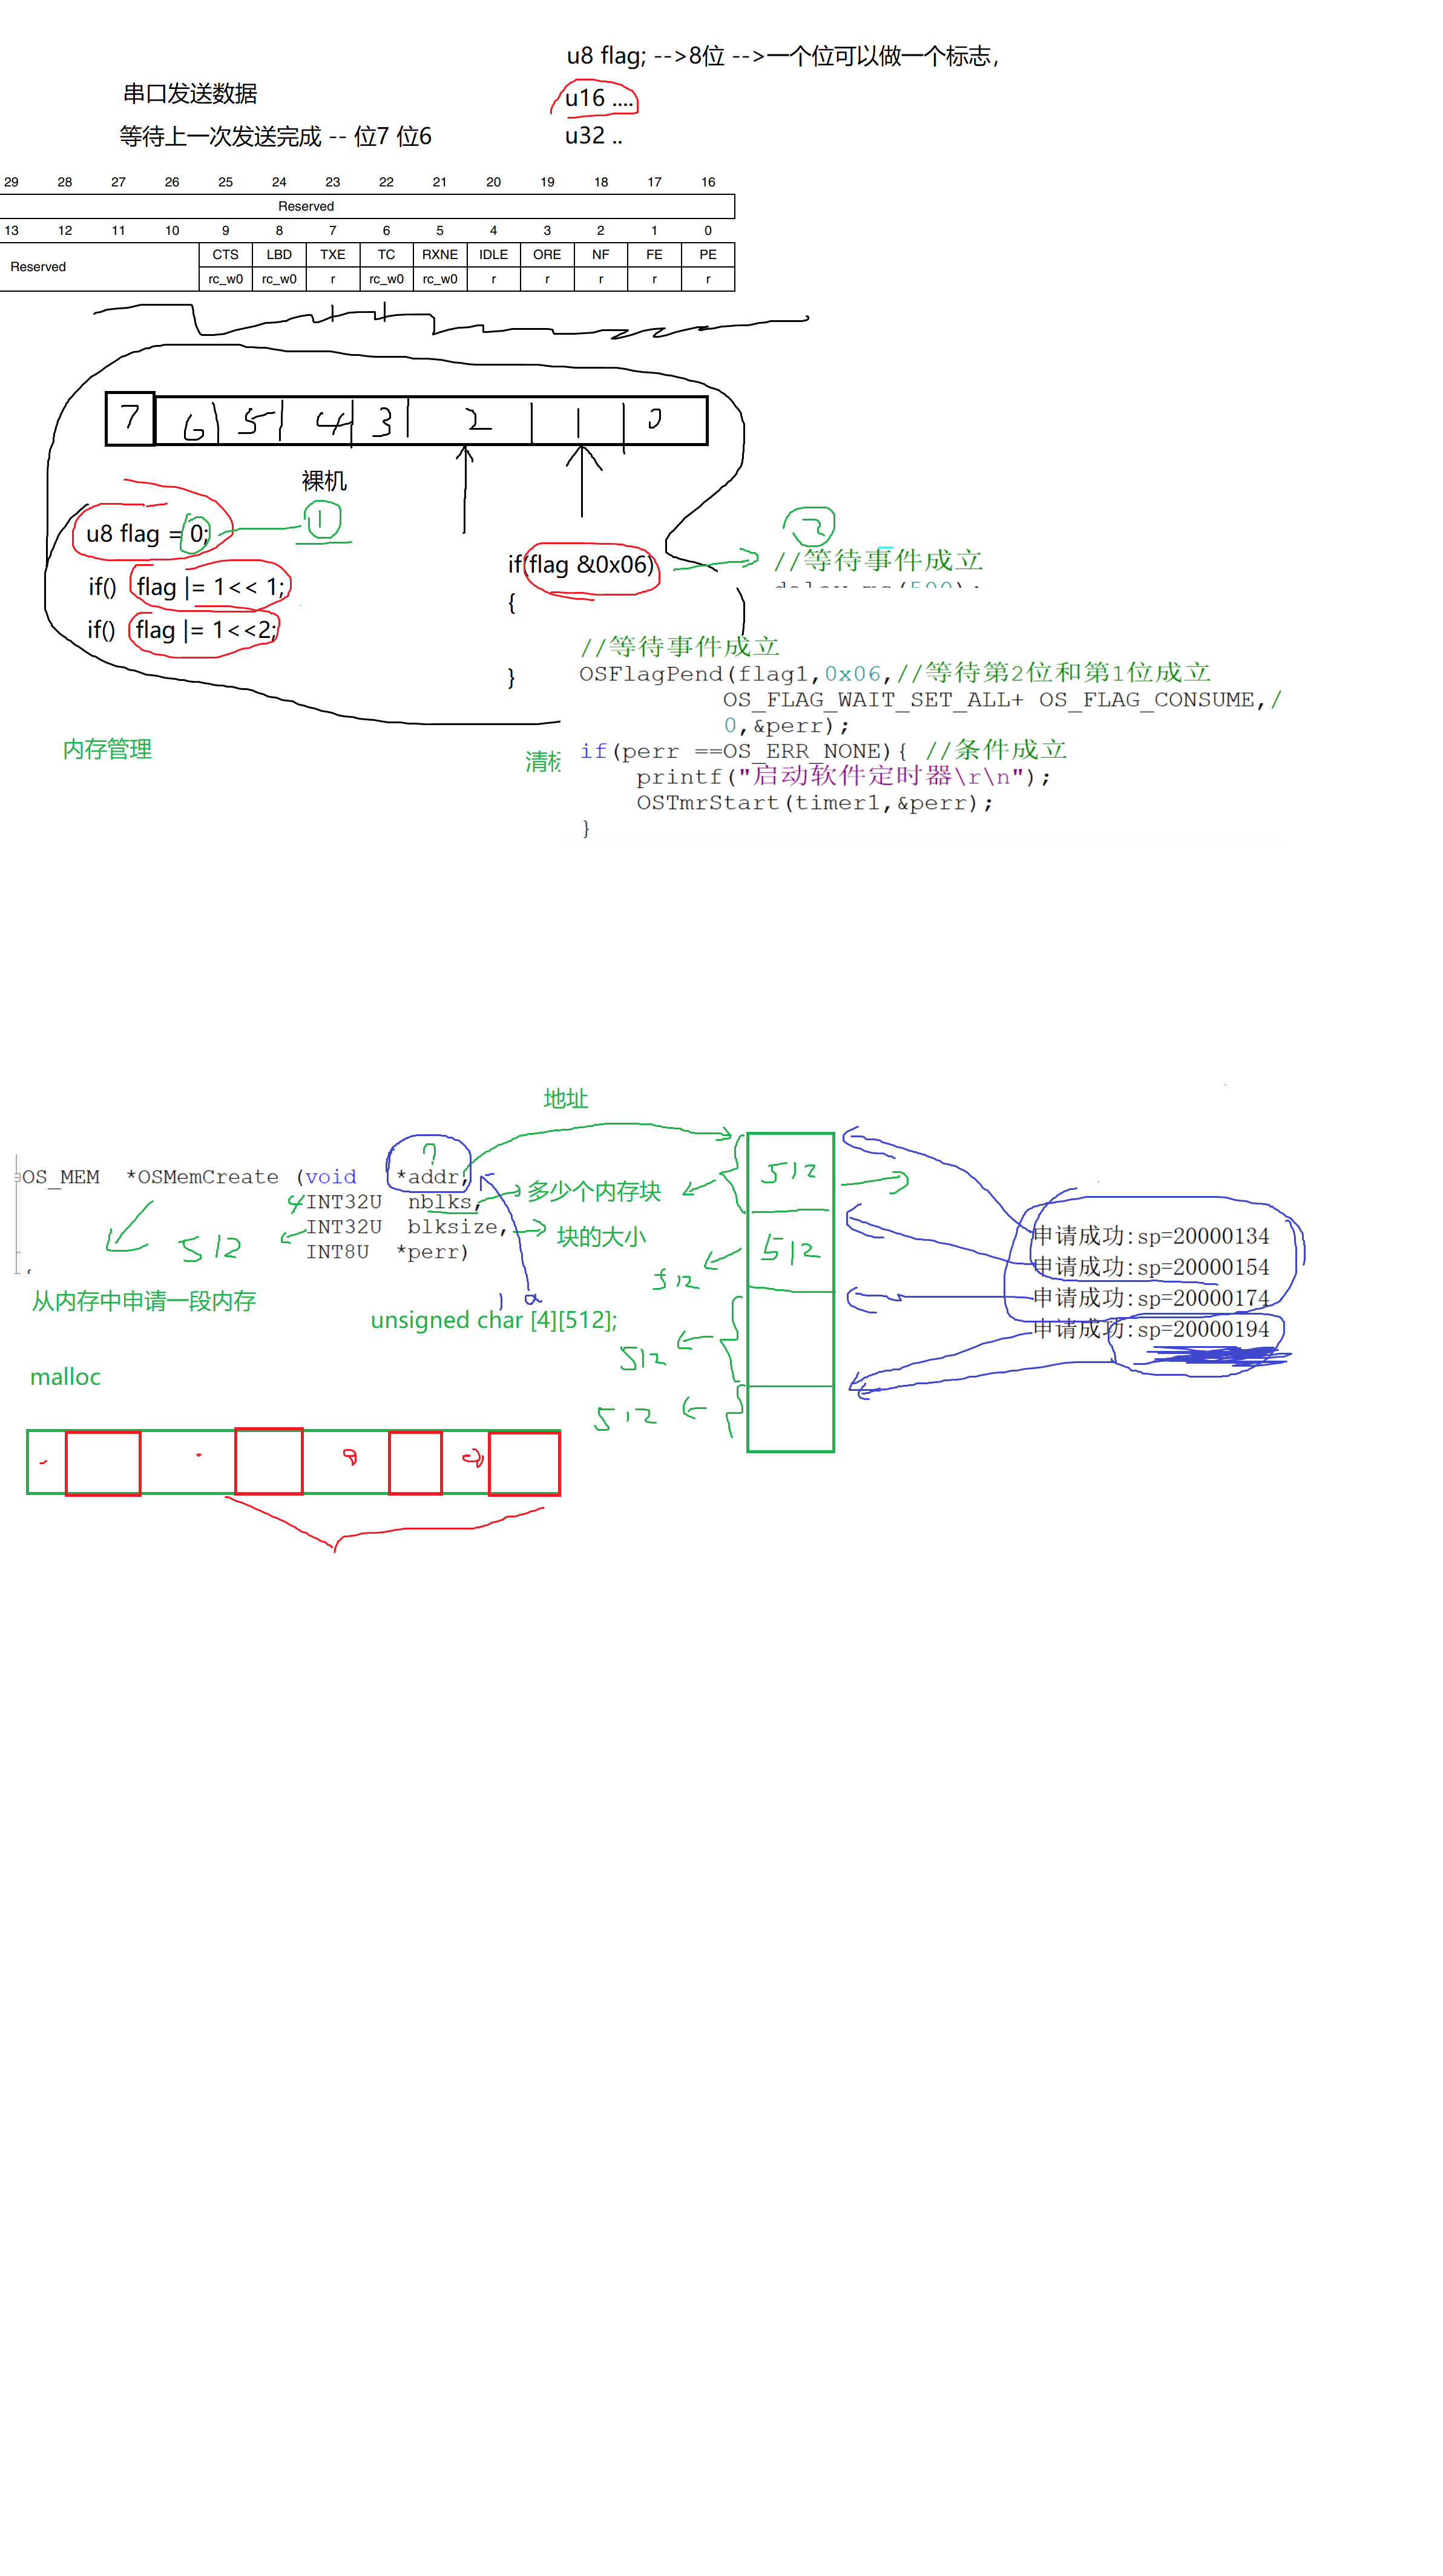 u8 flag; -->8位 -->一个位可以做一个标志,
串口发送数据
u16 ....
等待上一次发送完成 -- 位7 位6
u32 ..
29 28 27 26 25 24 23 22 21 20 19 18 17 16
Reserved
13 12 11 10 9 8 7 6 5 4 3 2 1 0
Reserved CTS LBD TXE TC RXNE IDLE ORE NF FE PE
rc_w0 rc_w0 r rc_w0 rc_w0 r r r r r
7 6 5 4 3 2 1 0
裸机
1
2
u8 flag = 0;
if(flag &0x06)
//等待事件成立
if() flag |= 1<< 1;
{
if() flag |= 1<<2;
}
//等待事件成立
OSFlagPend(flag1,0x06,//等待第2位和第1位成立
OS_FLAG_WAIT_SET_ALL+ OS_FLAG_CONSUME,/
0,&perr);
内存管理
清
if(perr ==OS_ERR_NONE){ //条件成立
printf("启动软件定时器\r\n");
OSTmrStart(timer1,&perr);
}
地址
?
OS_MEM *OSMemCreate (void *addr,
4 INT32U nblks, 多少个内存块
512 INT32U blksize, 块的大小
INT8U *perr)
512
512
512
512
512
申请成功:sp=20000134
申请成功:sp=20000154
申请成功:sp=20000174
申请成功:sp=20000194
从内存中申请一段内存
unsigned char [4][512];
malloc